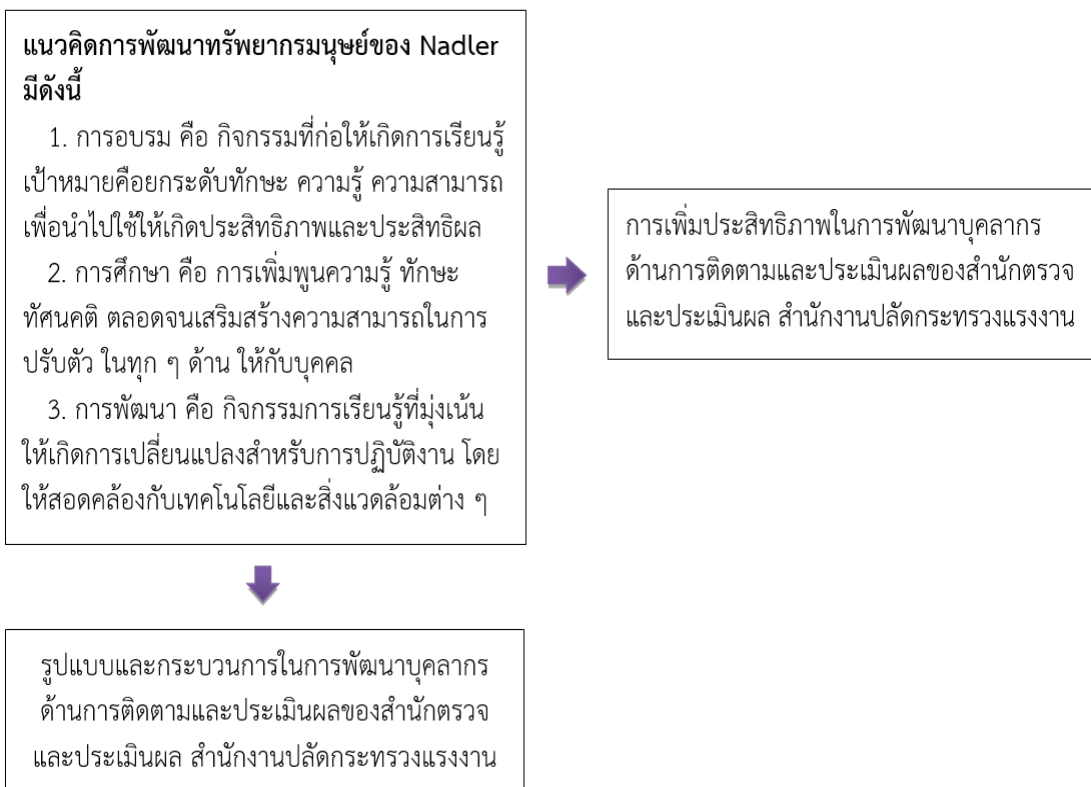 แนวคิดการพัฒนาทรัพยากรมนุษย์ของ Nadler
มีดังนี้
1. การอบรม คือ กิจกรรมที่ก่อให้เกิดการเรียนรู้
เป้าหมายคือยกระดับทักษะ ความรู้ ความสามารถ
เพื่อนำไปใช้ให้เกิดประสิทธิภาพและประสิทธิผล
2. การศึกษา คือ การเพิ่มพูนความรู้ ทักษะ
ทัศนคติ ตลอดจนเสริมสร้างความสามารถในการ
ปรับตัว ในทุก ๆ ด้าน ให้กับบุคคล
3. การพัฒนา คือ กิจกรรมการเรียนรู้ที่มุ่งเน้น
ให้เกิดการเปลี่ยนแปลงสำหรับการปฏิบัติงาน โดย
ให้สอดคล้องกับเทคโนโลยีและสิ่งแวดล้อมต่าง ๆ
การเพิ่มประสิทธิภาพในการพัฒนาบุคลากร
ด้านการติดตามและประเมินผลของสำนักตรวจ
และประเมินผล สำนักงานปลัดกระทรวงแรงงาน
รูปแบบและกระบวนการในการพัฒนาบุคลากร
ด้านการติดตามและประเมินผลของสำนักตรวจ
และประเมินผล สำนักงานปลัดกระทรวงแรงงาน